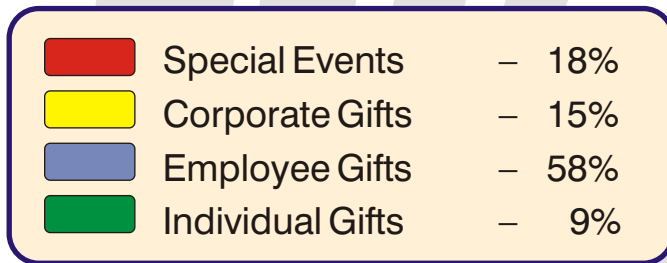 Special Events – 18%
Corporate Gifts – 15%
Employee Gifts – 58%
Individual Gifts – 9%